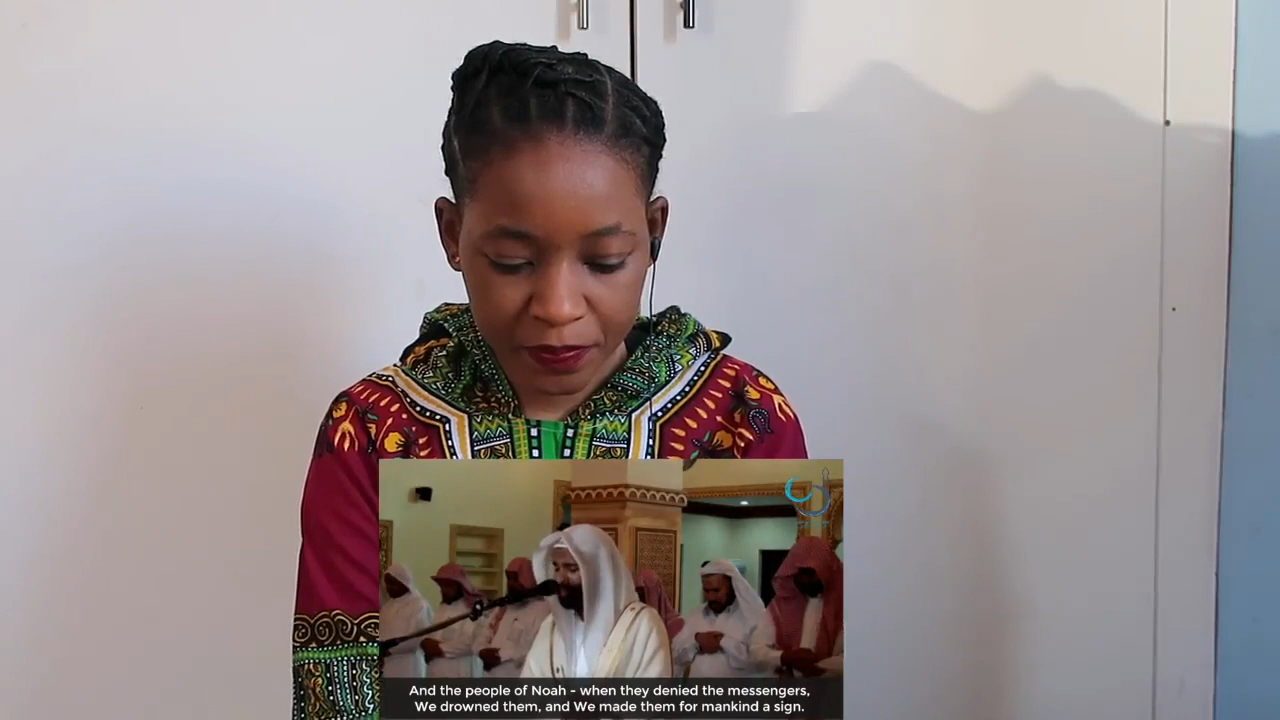 And the people of Noah - when they denied the messengers,
We drowned them, and We made them for mankind a sign.